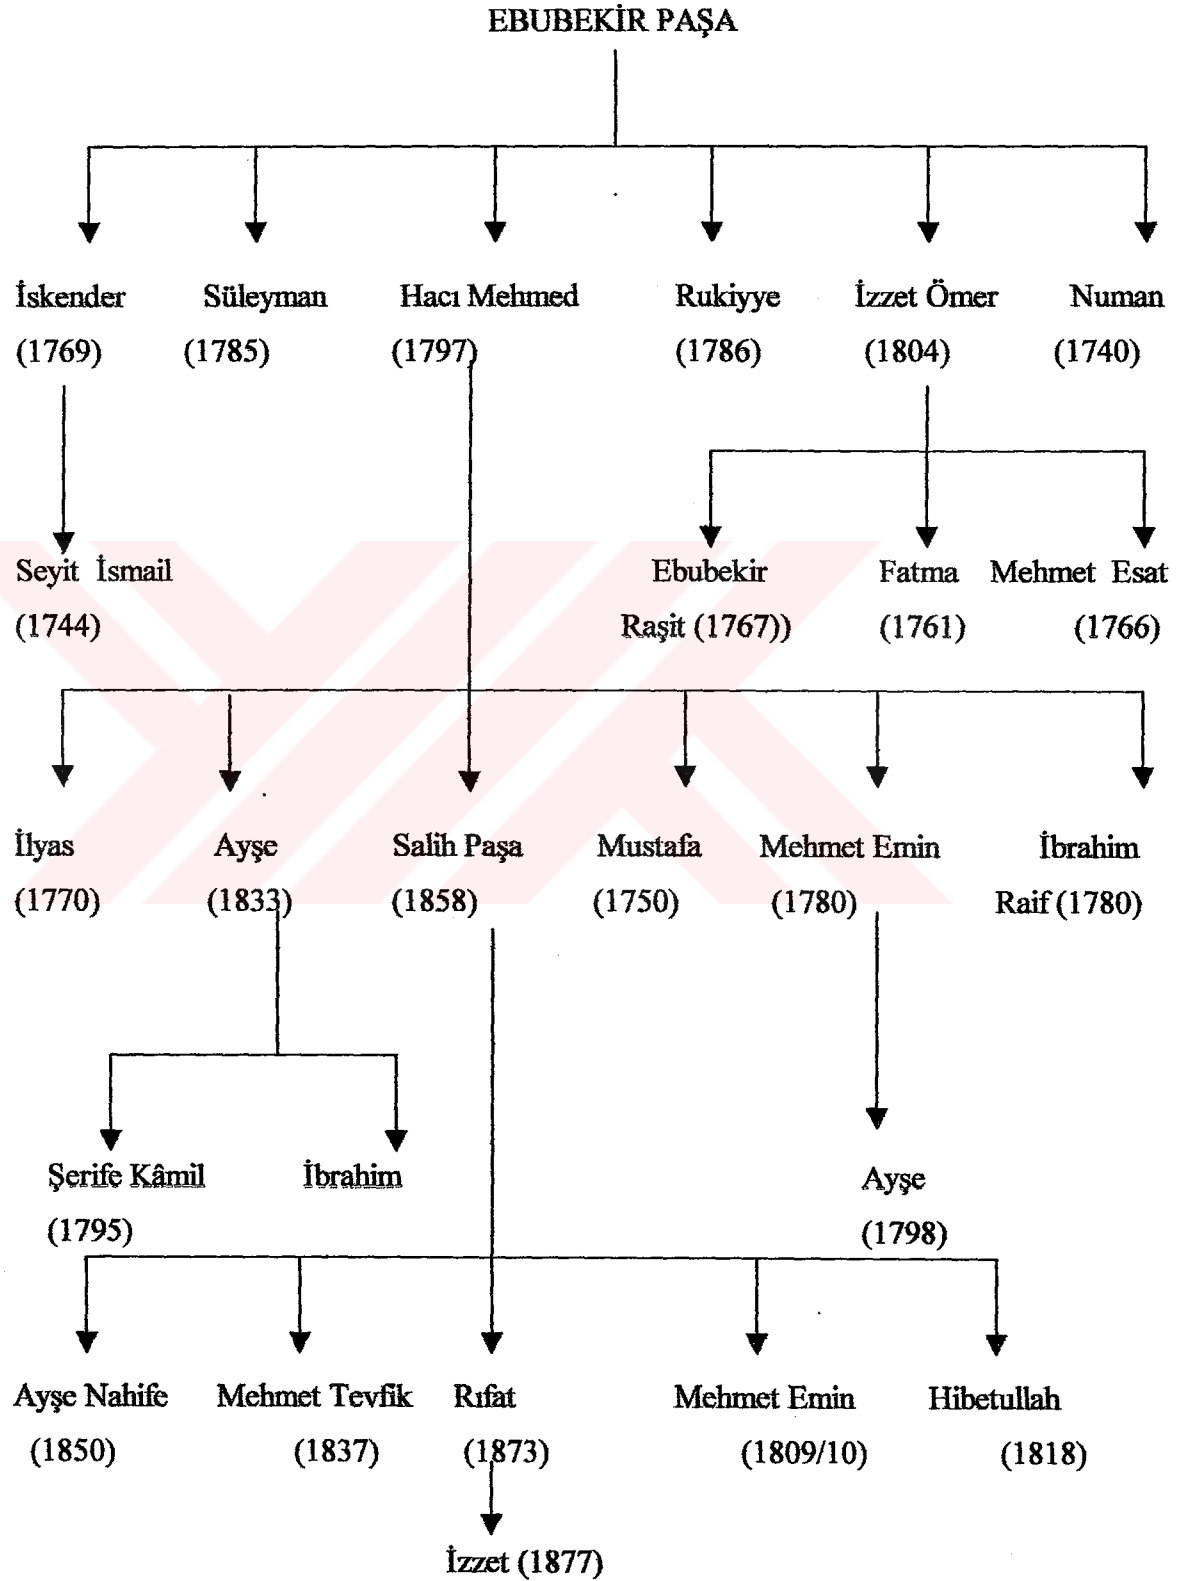 EBUBEKİR PAŞA
İskender Süleyman Hacı Mehmed Rukiyye İzzet Ömer Numan
(1769) (1785) (1797) (1786) (1804) (1740)
Seyit İsmail Ebubekir Fatma Mehmet Esat
(1744) Raşit (1767)) (1761) (1766)
İlyas Ayşe Salih Paşa Mustafa Mehmet Emin İbrahim
(1770) (1833) (1858) (1750) (1780) Raif (1780)
Şerife Kâmil İbrahim Ayşe
(1795) (1798)
Ayşe Nahife Mehmet Tevfik Rıfat Mehmet Emin Hibetullah
(1850) (1837) (1873) (1809/10) (1818)
İzzet (1877)